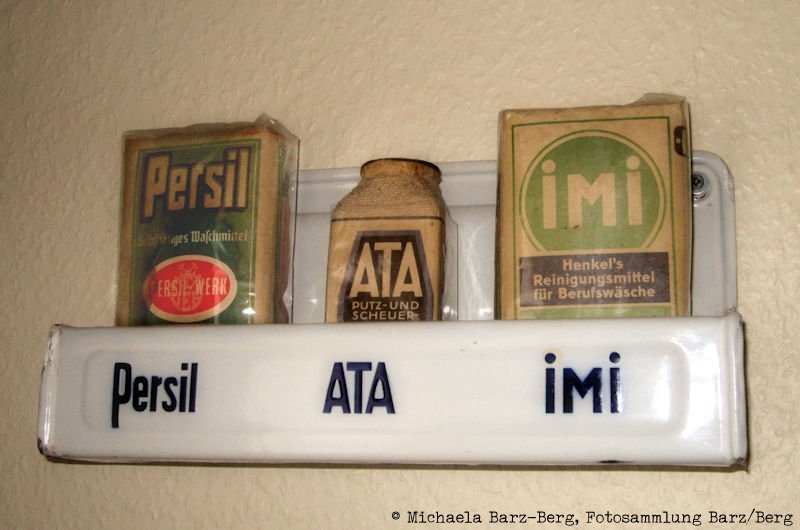 Persil
Selbsttätiges Waschmittel
PERSIL-WERK
ATA
PUTZ-UND
SCHEUER-
iMi
Henkel's
Reinigungsmittel
für Berufswäsche
Persil
ATA
iMi
© Michaela Barz-Berg, Fotosammlung Barz/Berg